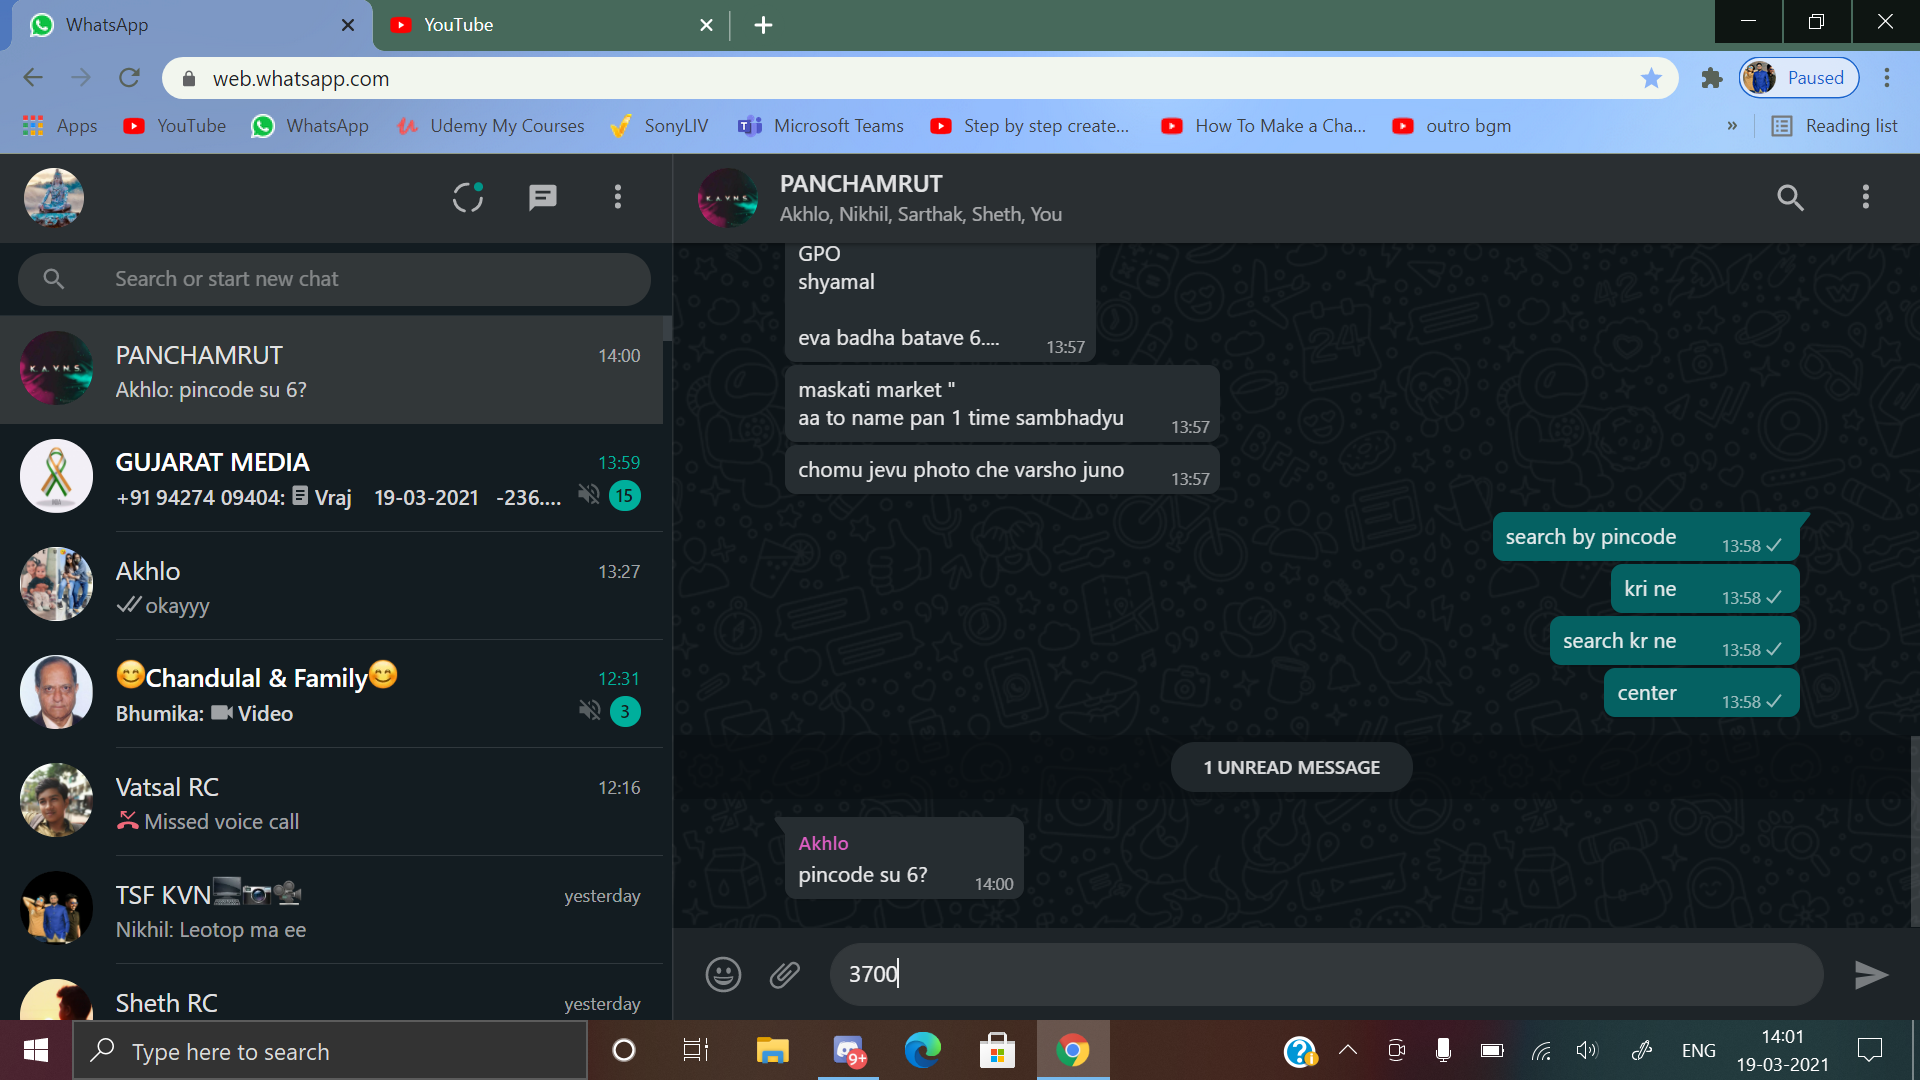 WhatsApp
YouTube
web.whatsapp.com
Paused
Apps
YouTube
WhatsApp
Udemy My Courses
SonyLIV
Microsoft Teams
Step by step create...
How To Make a Cha...
outro bgm
»
Reading list
Search or start new chat
PANCHAMRUT 14:00
Akhlo: pincode su 6?
GUJARAT MEDIA 13:59
+91 94274 09404: Vraj 19-03-2021 -236.... 15
Akhlo 13:27
okayyy
😊Chandulal & Family😊 12:31
Bhumika: Video 3
Vatsal RC 12:16
Missed voice call
TSF KVN🖥️📷🎥 yesterday
Nikhil: Leotop ma ee
Sheth RC yesterday
K.A.V.N.S
PANCHAMRUT
Akhlo, Nikhil, Sarthak, Sheth, You
GPO
shyamal
eva badha batave 6.... 13:57
maskati market "
aa to name pan 1 time sambhadyu 13:57
chomu jevu photo che varsho juno 13:57
search by pincode 13:58
kri ne 13:58
search kr ne 13:58
center 13:58
1 UNREAD MESSAGE
Akhlo
pincode su 6? 14:00
3700
Type here to search
9+
ENG
14:01
19-03-2021